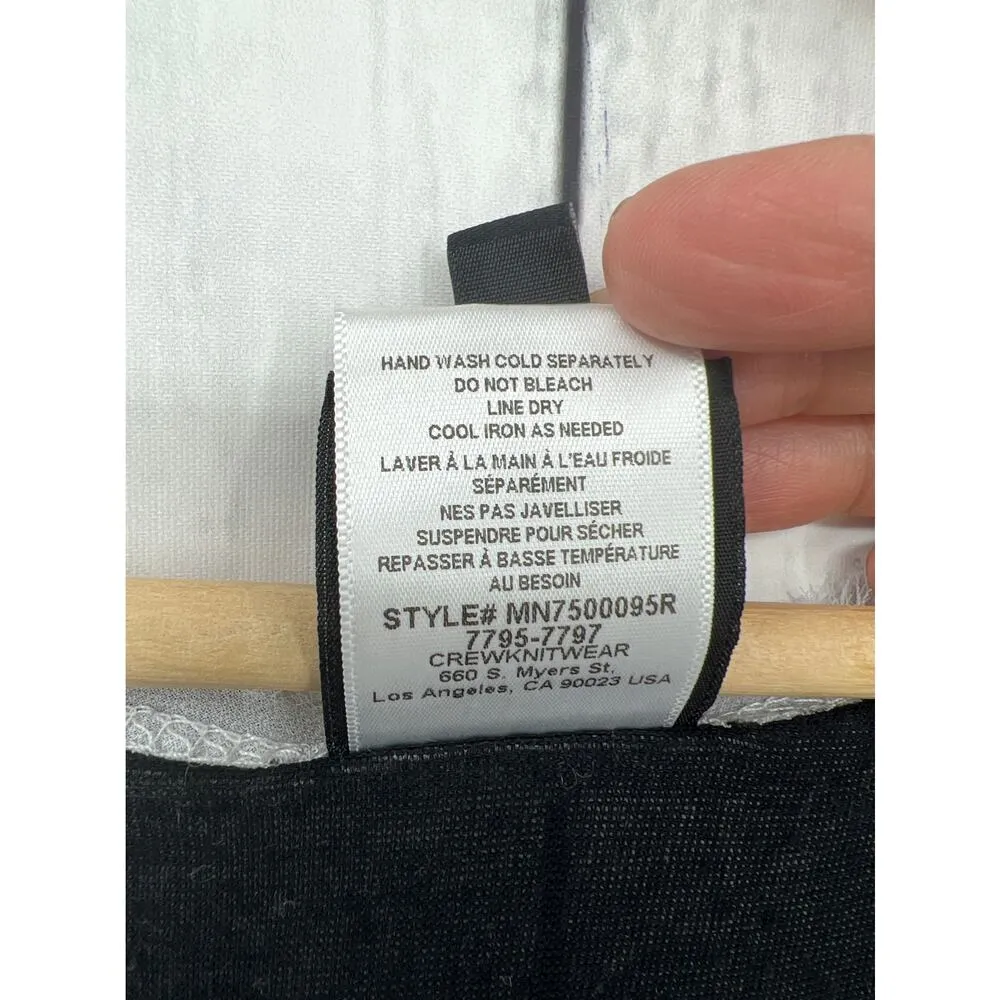 HAND WASH COLD SEPARATELY
DO NOT BLEACH
LINE DRY
COOL IRON AS NEEDED
LAVER À LA MAIN À L'EAU FROIDE
SÉPARÉMENT
NES PAS JAVELLISER
SUSPENDRE POUR SÉCHER
REPASSER À BASSE TEMPÉRATURE
AU BESOIN
STYLE# MN7500095R
7795-7797
CREWKNITWEAR
660 S. Myers St,
Los Angeles, CA 90023 USA